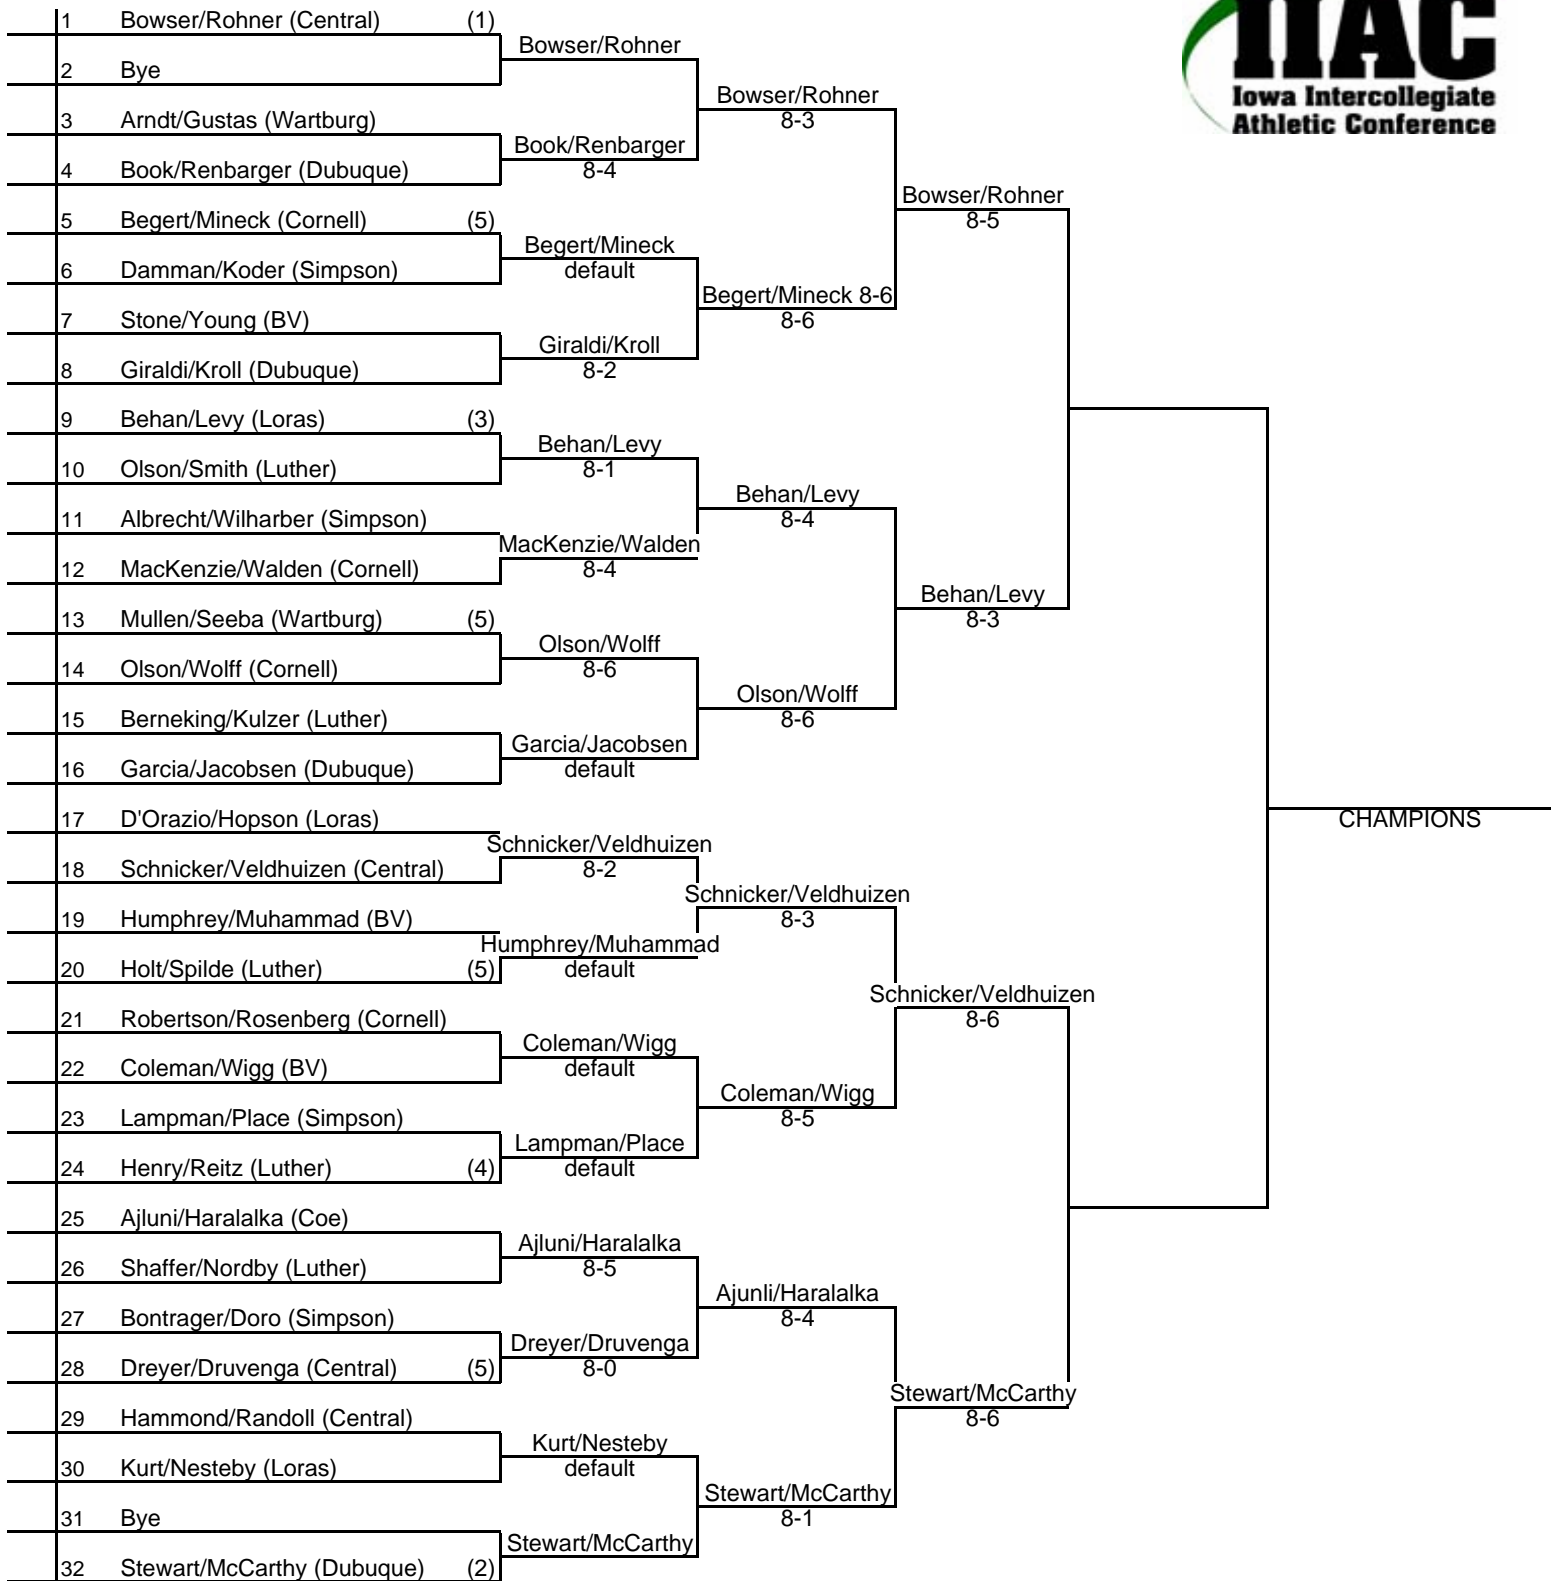 IIAC
Iowa Intercollegiate
Athletic Conference
1 Bowser/Rohner (Central) (1)
Bowser/Rohner
2 Bye
Bowser/Rohner
8-3
3 Arndt/Gustas (Wartburg)
Book/Renbarger
8-4
4 Book/Renbarger (Dubuque)
Bowser/Rohner
8-5
5 Begert/Mineck (Cornell) (5)
Begert/Mineck
default
6 Damman/Koder (Simpson)
Begert/Mineck 8-6
8-6
7 Stone/Young (BV)
Giraldi/Kroll
8-2
8 Giraldi/Kroll (Dubuque)
9 Behan/Levy (Loras) (3)
Behan/Levy
8-1
10 Olson/Smith (Luther)
Behan/Levy
8-4
11 Albrecht/Wilharber (Simpson)
MacKenzie/Walden
8-4
12 MacKenzie/Walden (Cornell)
Behan/Levy
8-3
13 Mullen/Seeba (Wartburg) (5)
Olson/Wolff
8-6
14 Olson/Wolff (Cornell)
Olson/Wolff
8-6
15 Berneking/Kulzer (Luther)
Garcia/Jacobsen
default
16 Garcia/Jacobsen (Dubuque)
CHAMPIONS
17 D'Orazio/Hopson (Loras)
Schnicker/Veldhuizen
8-2
18 Schnicker/Veldhuizen (Central)
Schnicker/Veldhuizen
8-3
19 Humphrey/Muhammad (BV)
Humphrey/Muhammad
default
20 Holt/Spilde (Luther) (5)
Schnicker/Veldhuizen
8-6
21 Robertson/Rosenberg (Cornell)
Coleman/Wigg
default
22 Coleman/Wigg (BV)
Coleman/Wigg
8-5
23 Lampman/Place (Simpson)
Lampman/Place
default
24 Henry/Reitz (Luther) (4)
25 Ajluni/Haralalka (Coe)
Ajluni/Haralalka
8-5
26 Shaffer/Nordby (Luther)
Ajunli/Haralalka
8-4
27 Bontrager/Doro (Simpson)
Dreyer/Druvenga
8-0
28 Dreyer/Druvenga (Central) (5)
Stewart/McCarthy
8-6
29 Hammond/Randoll (Central)
Kurt/Nesteby
default
30 Kurt/Nesteby (Loras)
Stewart/McCarthy
8-1
31 Bye
Stewart/McCarthy
32 Stewart/McCarthy (Dubuque) (2)